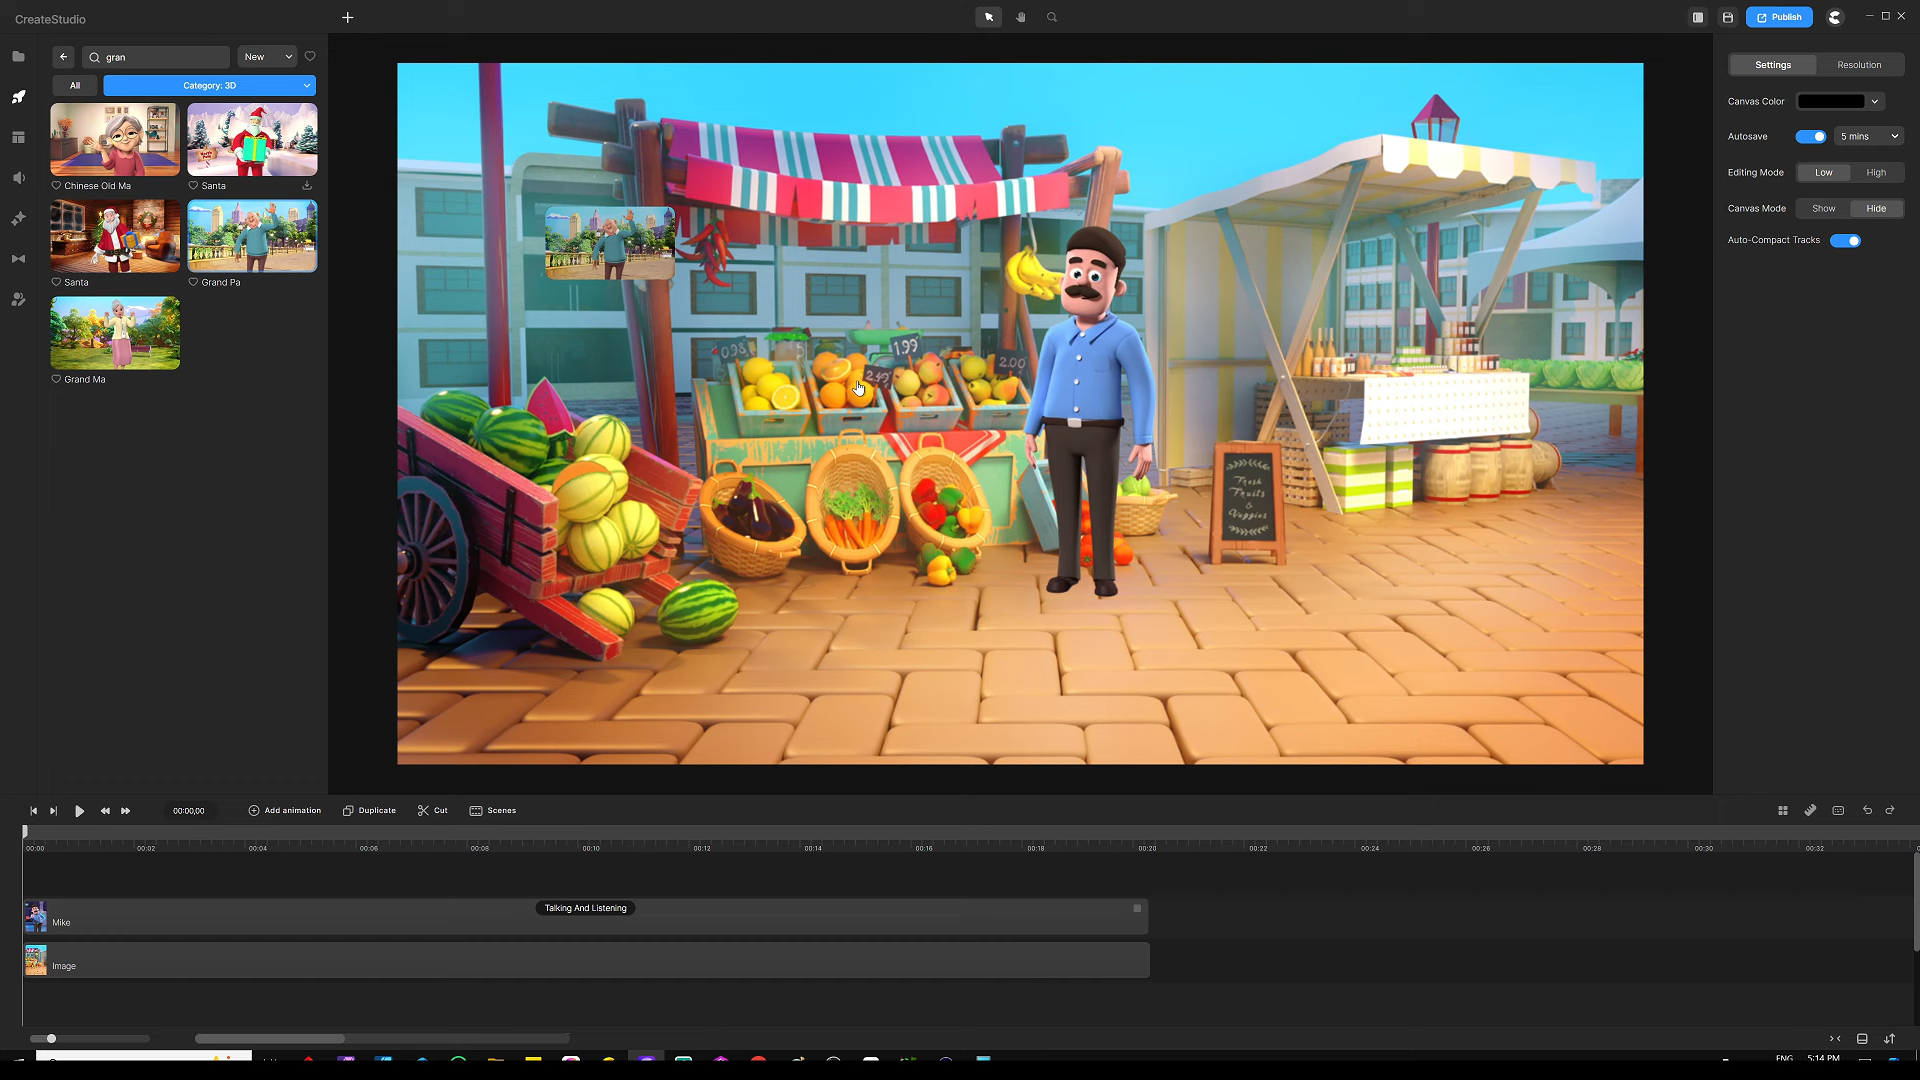 CreateStudio
Publish
gran
New
All
Category: 3D
Chinese Old Ma
Santa
Santa
Grand Pa
Grand Ma
Settings
Resolution
Canvas Color
Autosave
5 mins
Editing Mode
Low
High
Canvas Mode
Show
Hide
Auto-Compact Tracks
0.98
1.99
2.49
2.00
Fresh
Fruits
&
Veggies
00:00,00
Add animation
Duplicate
Cut
Scenes
00:00
00:02
00:04
00:06
00:08
00:10
00:12
00:14
00:16
00:18
00:20
00:22
00:24
00:26
00:28
00:30
00:32
Talking And Listening
Mike
Image
ENG
5:14 PM